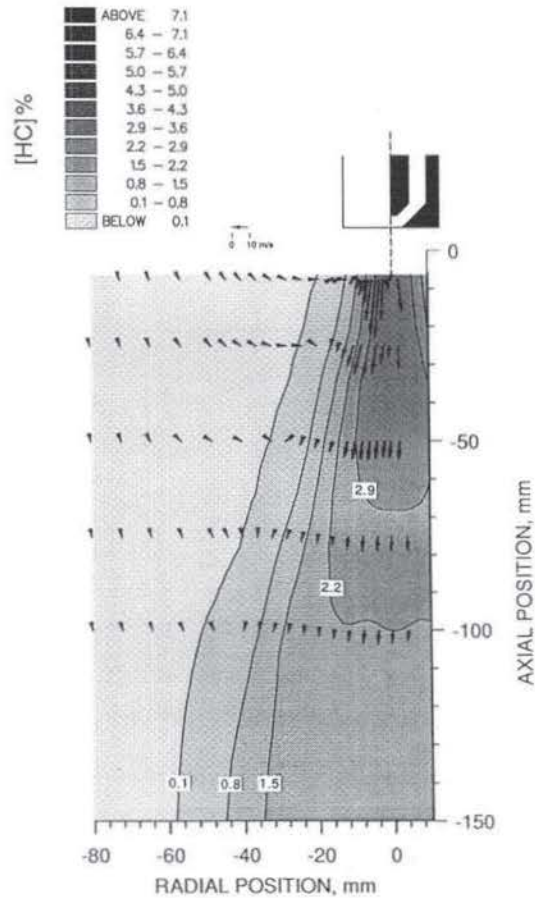 ABOVE 7.1
6.4 – 7.1
5.7 – 6.4
5.0 – 5.7
4.3 – 5.0
3.6 – 4.3
2.9 – 3.6
2.2 – 2.9
1.5 – 2.2
0.8 – 1.5
0.1 – 0.8
BELOW 0.1
[HC]%
0 10 m/s
0
-50
2.9
2.2
-100
0.1 0.8 1.5
-150
AXIAL POSITION, mm
-80 -60 -40 -20 0
RADIAL POSITION, mm